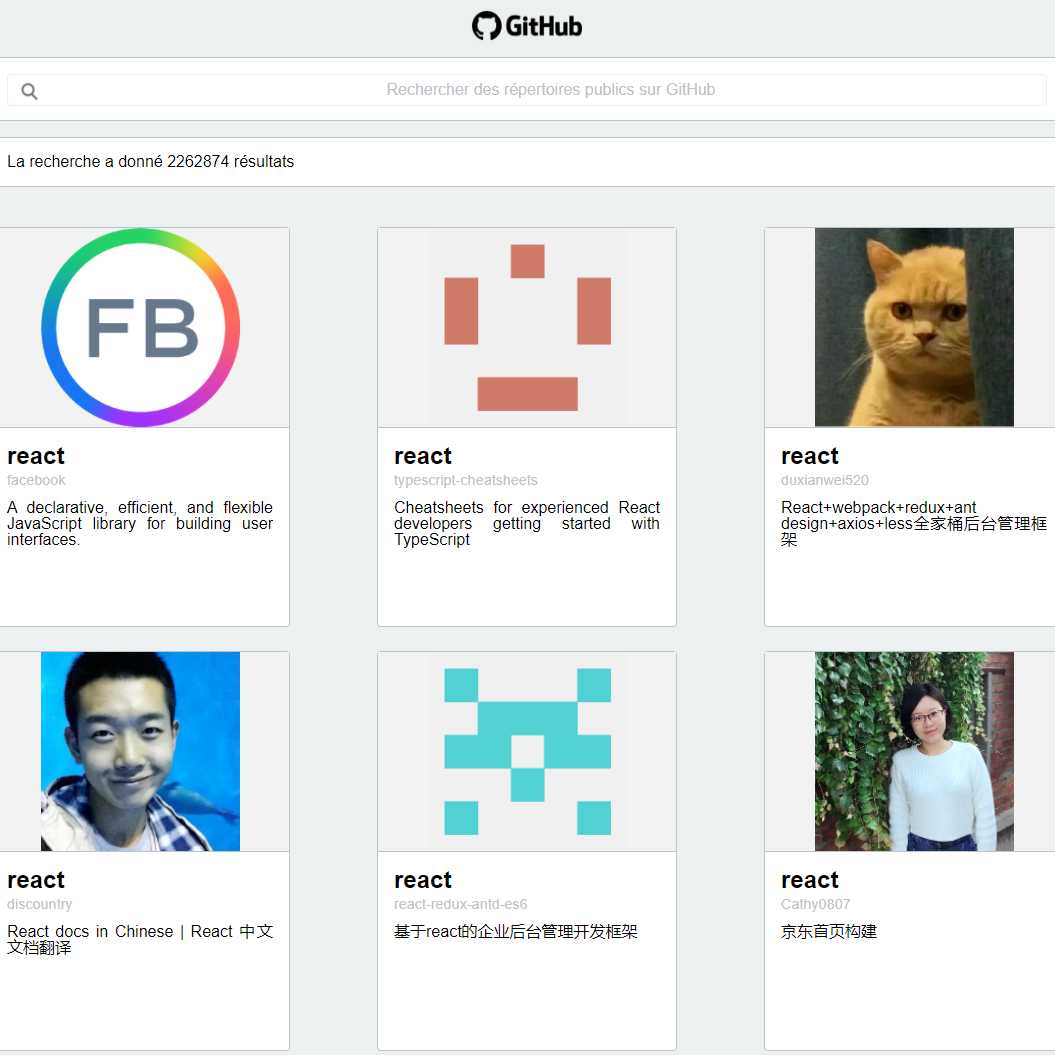 GitHub
Rechercher des répertoires publics sur GitHub
La recherche a donné 2262874 résultats
FB
react
facebook
A declarative, efficient, and flexible
JavaScript library for building user
interfaces.
react
typescript-cheatsheets
Cheatsheets for experienced React
developers getting started with
TypeScript
react
duxianwei520
React+webpack+redux+ant
design+axios+less全家桶后台管理框
架
react
discountry
React docs in Chinese | React 中文
文档翻译
react
react-redux-antd-es6
基于react的企业后台管理开发框架
react
Cathy0807
京东首页构建